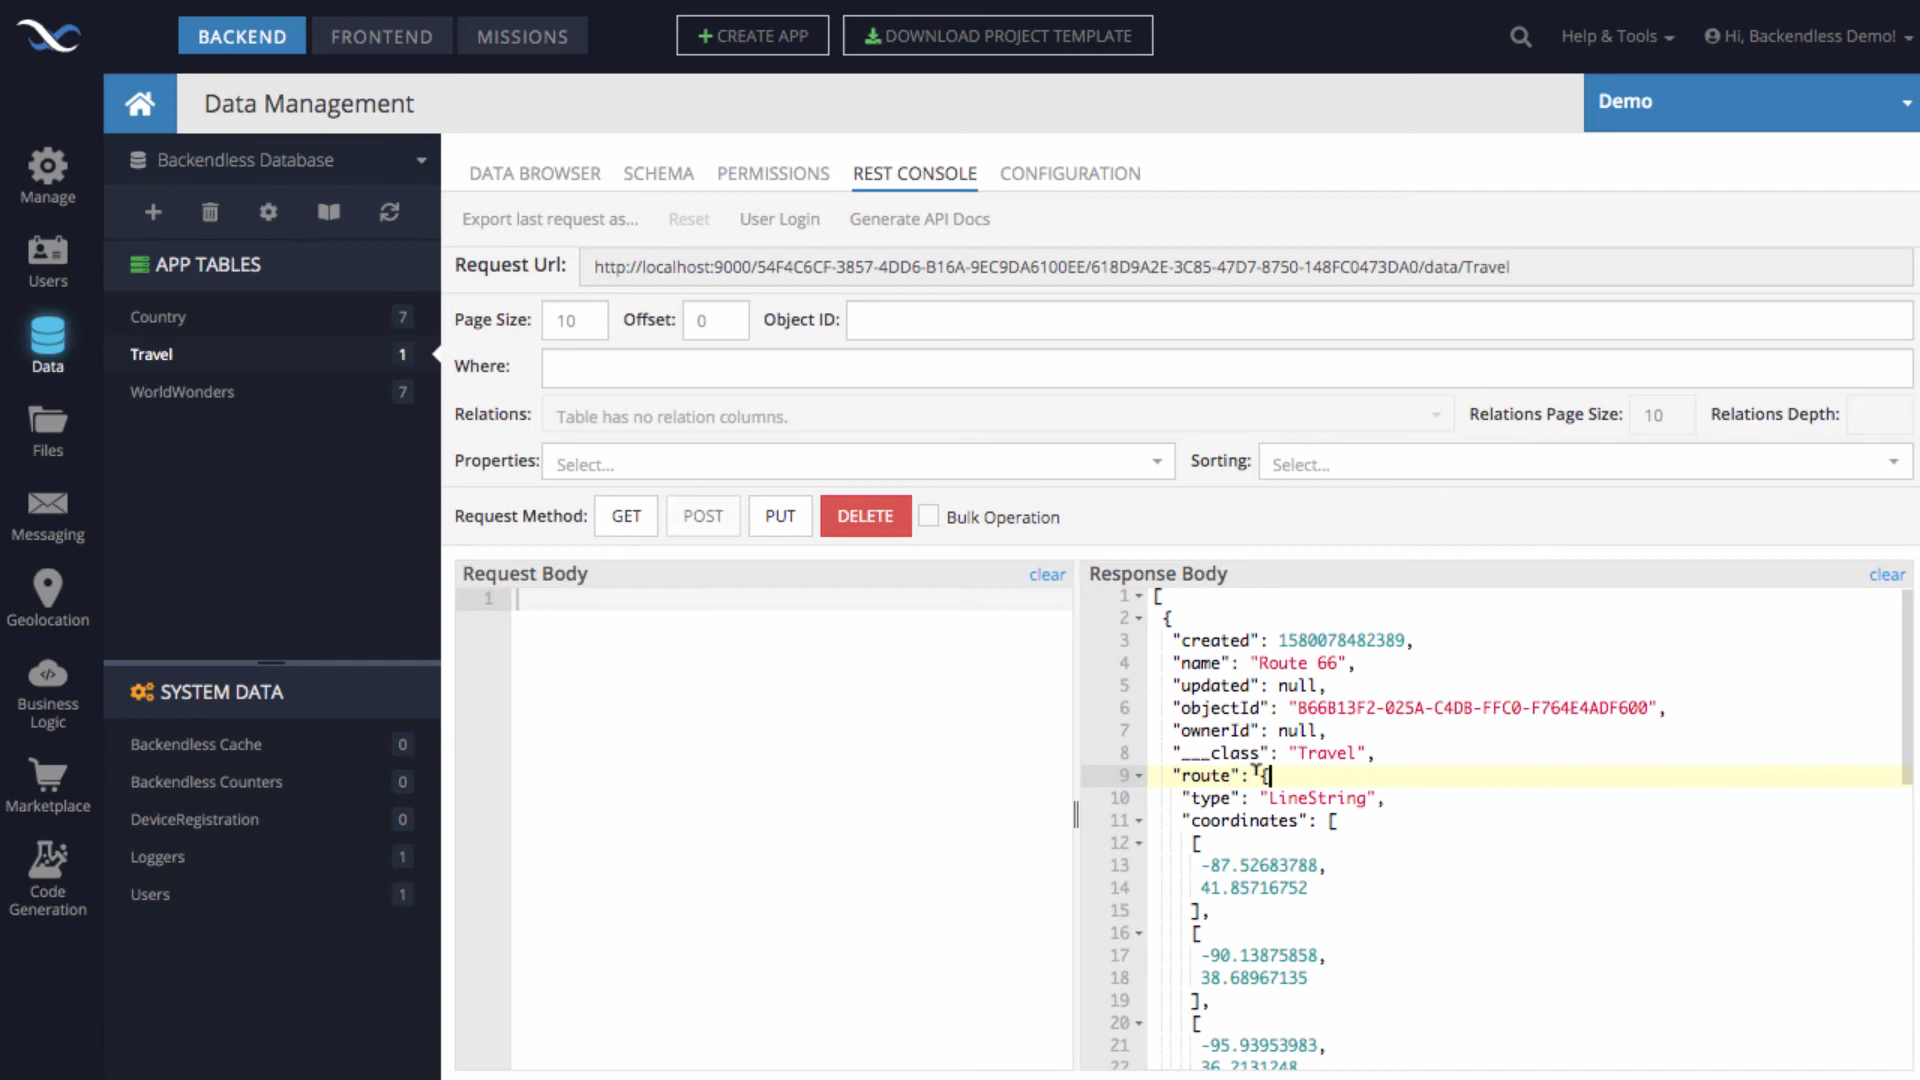 BACKEND FRONTEND MISSIONS
CREATE APP
DOWNLOAD PROJECT TEMPLATE
Help & Tools
Hi, Backendless Demo!
Data Management
Demo
Manage
Users
Data
Files
Messaging
Geolocation
Business
Logic
Marketplace
Code
Generation
Backendless Database
APP TABLES
Country 7
Travel 1
WorldWonders 7
SYSTEM DATA
Backendless Cache 0
Backendless Counters 0
DeviceRegistration 0
Loggers 1
Users 1
DATA BROWSER SCHEMA PERMISSIONS REST CONSOLE CONFIGURATION
Export last request as... Reset User Login Generate API Docs
Request Url: http://localhost:9000/54F4C6CF-3857-4DD6-B16A-9EC9DA6100EE/618D9A2E-3C85-47D7-8750-148FC0473DA0/data/Travel
Page Size: 10 Offset: 0 Object ID:
Where:
Relations: Table has no relation columns. Relations Page Size: 10 Relations Depth:
Properties: Select... Sorting: Select...
Request Method: GET POST PUT DELETE Bulk Operation
Request Body clear
1
Response Body clear
1 [
2 {
3 "created": 1580078482389,
4 "name": "Route 66",
5 "updated": null,
6 "objectId": "B66B13F2-025A-C4DB-FFC0-F764E4ADF600",
7 "ownerId": null,
8 "___class": "Travel",
9 "route": {
10 "type": "LineString",
11 "coordinates": [
12 [
13 -87.52683788,
14 41.85716752
15 ],
16 [
17 -90.13875858,
18 38.68967135
19 ],
20 [
21 -95.93953983,
22 36.2131248